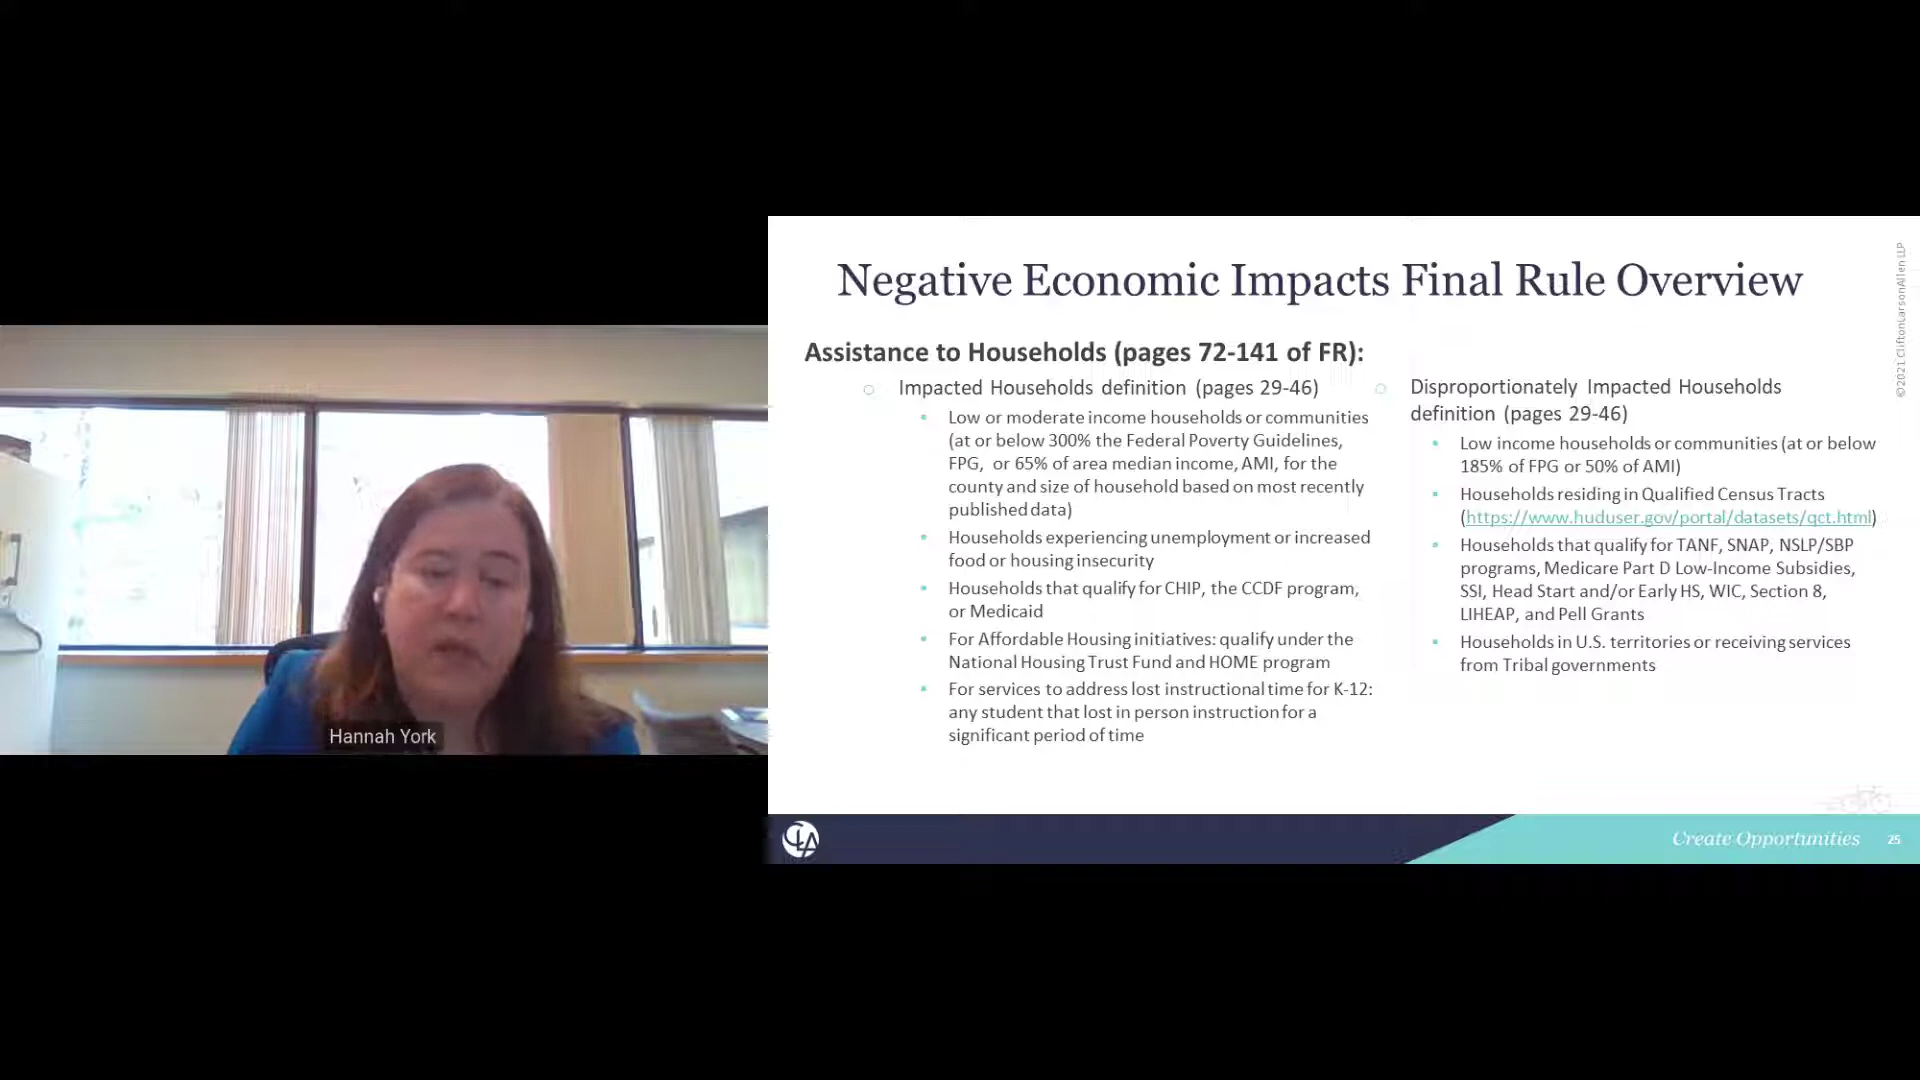 Hannah York
Negative Economic Impacts Final Rule Overview
Assistance to Households (pages 72-141 of FR):
Impacted Households definition (pages 29-46)
Low or moderate income households or communities
(at or below 300% the Federal Poverty Guidelines,
FPG, or 65% of area median income, AMI, for the
county and size of household based on most recently
published data)
Households experiencing unemployment or increased
food or housing insecurity
Households that qualify for CHIP, the CCDF program,
or Medicaid
For Affordable Housing initiatives: qualify under the
National Housing Trust Fund and HOME program
For services to address lost instructional time for K-12:
any student that lost in person instruction for a
significant period of time
Disproportionately Impacted Households
definition (pages 29-46)
Low income households or communities (at or below
185% of FPG or 50% of AMI)
Households residing in Qualified Census Tracts
(https://www.huduser.gov/portal/datasets/qct.html)
Households that qualify for TANF, SNAP, NSLP/SBP
programs, Medicare Part D Low-Income Subsidies,
SSI, Head Start and/or Early HS, WIC, Section 8,
LIHEAP, and Pell Grants
Households in U.S. territories or receiving services
from Tribal governments
©2021 CliftonLarsonAllen LLP
CLA
Create Opportunities
25